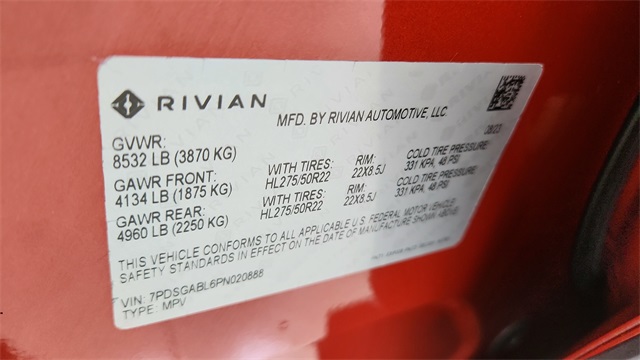 RIVIAN
MFD. BY RIVIAN AUTOMOTIVE, LLC
08/23
GVWR:
8532 LB (3870 KG)
GAWR FRONT: WITH TIRES: RIM: COLD TIRE PRESSURE:
4134 LB (1875 KG) HL275/50R22 22X8.5J 331 KPA, 48 PSI
GAWR REAR: WITH TIRES: RIM: COLD TIRE PRESSURE:
4960 LB (2250 KG) HL275/50R22 22X8.5J 331 KPA, 48 PSI
THIS VEHICLE CONFORMS TO ALL APPLICABLE U.S. FEDERAL MOTOR VEHICLE
SAFETY STANDARDS IN EFFECT ON THE DATE OF MANUFACTURE SHOWN ABOVE.
VIN: 7PDSGABL6PN020888
TYPE: MPV